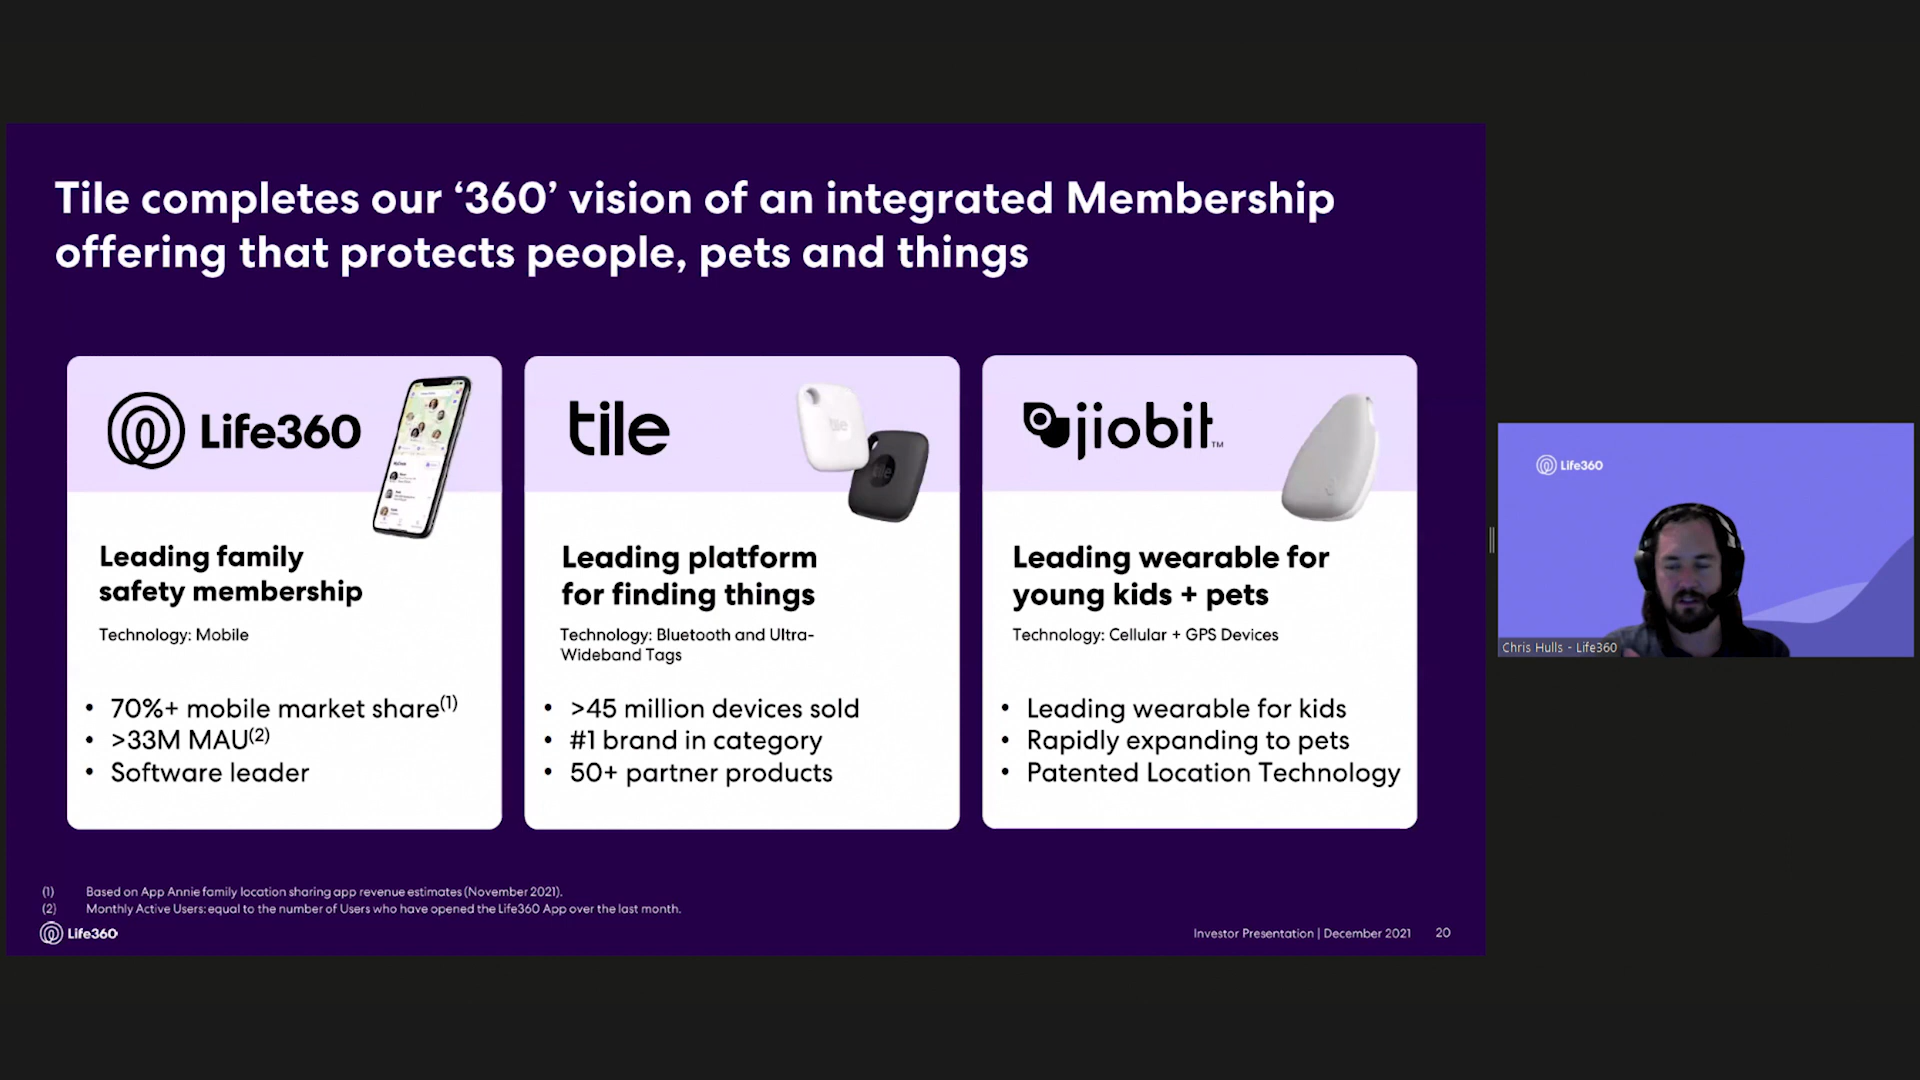 Tile completes our ‘360’ vision of an integrated Membership
offering that protects people, pets and things
Life360
tile
jiobit™
tile
tile
Leading family
safety membership
Technology: Mobile
• 70%+ mobile market share(1)
• >33M MAU(2)
• Software leader
Leading platform
for finding things
Technology: Bluetooth and Ultra-
Wideband Tags
• >45 million devices sold
• #1 brand in category
• 50+ partner products
Leading wearable for
young kids + pets
Technology: Cellular + GPS Devices
• Leading wearable for kids
• Rapidly expanding to pets
• Patented Location Technology
(1) Based on App Annie family location sharing app revenue estimates (November 2021).
(2) Monthly Active Users: equal to the number of Users who have opened the Life360 App over the last month.
Life360
Investor Presentation | December 2021 20
Life360
Chris Hulls - Life360